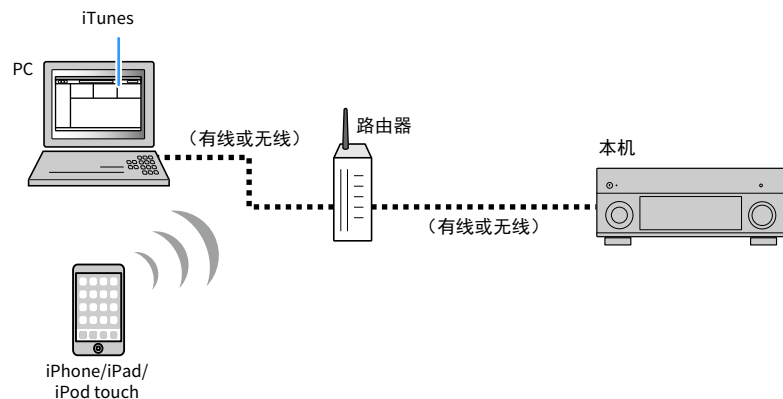 iTunes
PC
（有线或无线）
路由器
本机
（有线或无线）
iPhone/iPad/
iPod touch